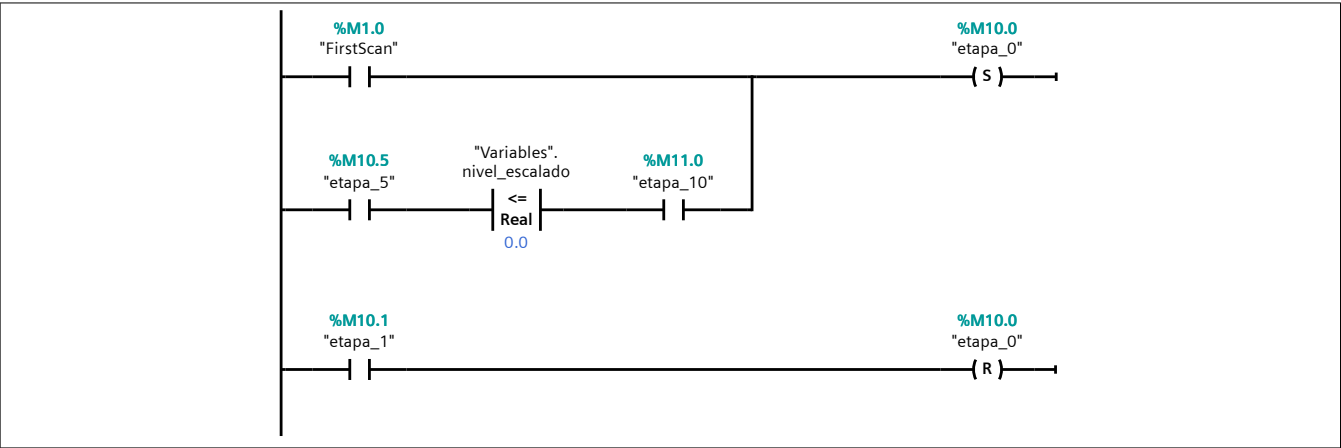 %M1.0
"FirstScan"
%M10.0
"etapa_0"
( S )
%M10.5
"etapa_5"
"Variables".
nivel_escalado
<=
Real
0.0
%M11.0
"etapa_10"
%M10.1
"etapa_1"
%M10.0
"etapa_0"
( R )